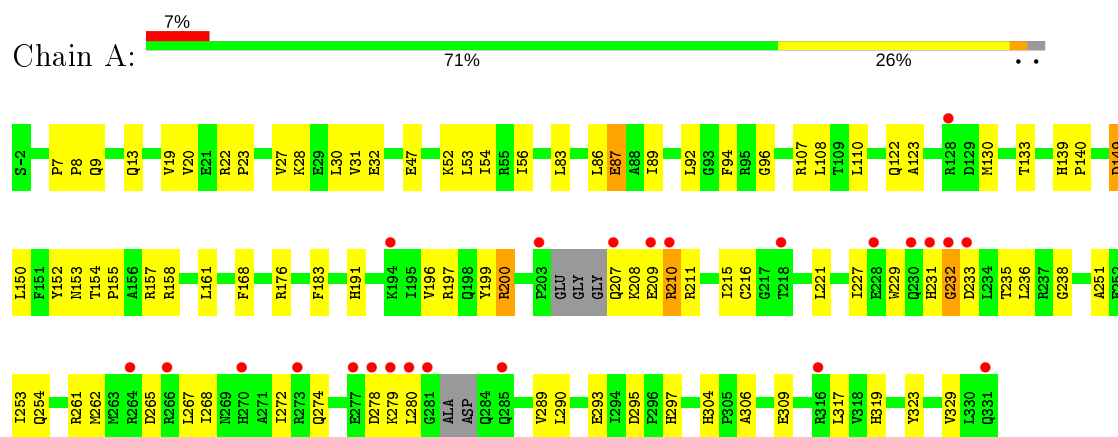 7%
Chain A:
71% 26% • •
S-2 P7 P8 Q9 Q13 V19 V20 E21 R22 P23 V27 K28 E29 L30 V31 E32 E47 K52 L53 I54 R55 I56 L83 L86 E87 A88 I89 L92 G93 F94 R95 G96 R107 L108 T109 L110 Q122 A123 R128 D129 M130 T133 H139 P140 D149
L150 F151 Y152 N153 T154 P155 A156 R157 R158 L161 F168 R176 F183 H191 K194 I195 V196 R197 Q198 Y199 R200 P203 GLU GLY GLY Q207 K208 E209 R210 R211 I215 C216 G217 T218 L221 I227 E228 W229 Q230 H231 G232 D233 L234 T235 L236 R237 G238 A251 E252
I253 Q254 R261 M262 M263 R264 D265 R266 L267 I268 N269 H270 A271 I272 R273 Q274 E277 D278 K279 L280 G281 ALA ASP Q284 Q285 V289 L290 E293 I294 D295 P296 H297 H304 P305 A306 E309 R316 L317 V318 H319 Y323 V329 L330 Q331